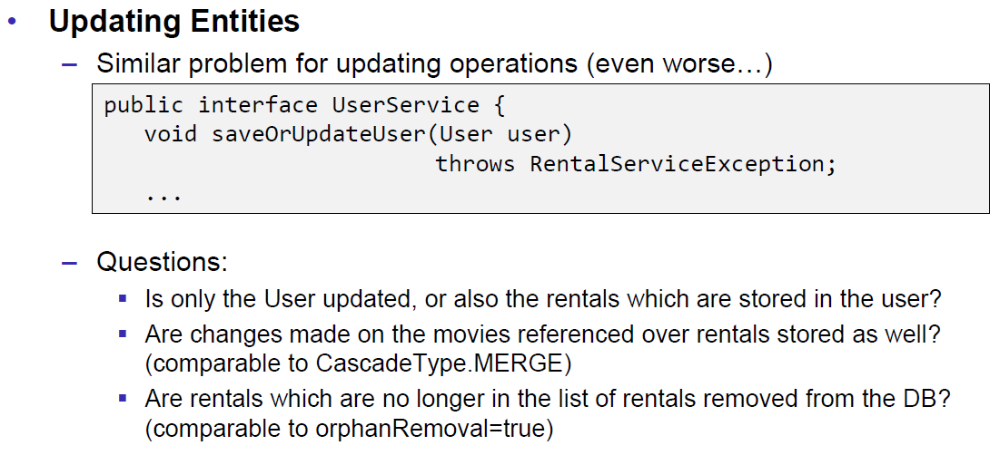 • Updating Entities
– Similar problem for updating operations (even worse…)
public interface UserService {
void saveOrUpdateUser(User user)
throws RentalServiceException;
...
– Questions:
▪ Is only the User updated, or also the rentals which are stored in the user?
▪ Are changes made on the movies referenced over rentals stored as well?
(comparable to CascadeType.MERGE)
▪ Are rentals which are no longer in the list of rentals removed from the DB?
(comparable to orphanRemoval=true)